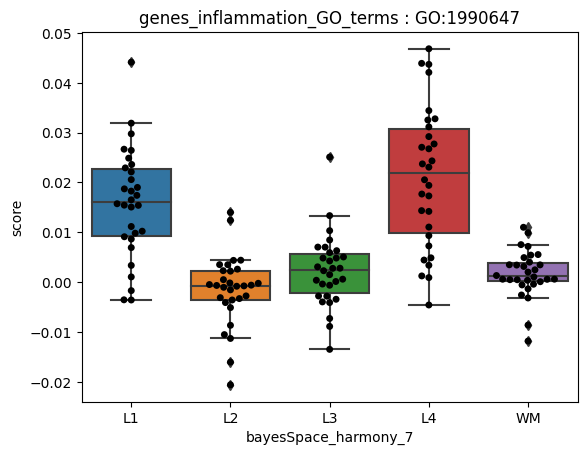 genes_inflammation_GO_terms : GO:1990647
0.05
0.04
0.03
0.02
0.01
0.00
−0.01
−0.02
score
L1 L2 L3 L4 WM
bayesSpace_harmony_7